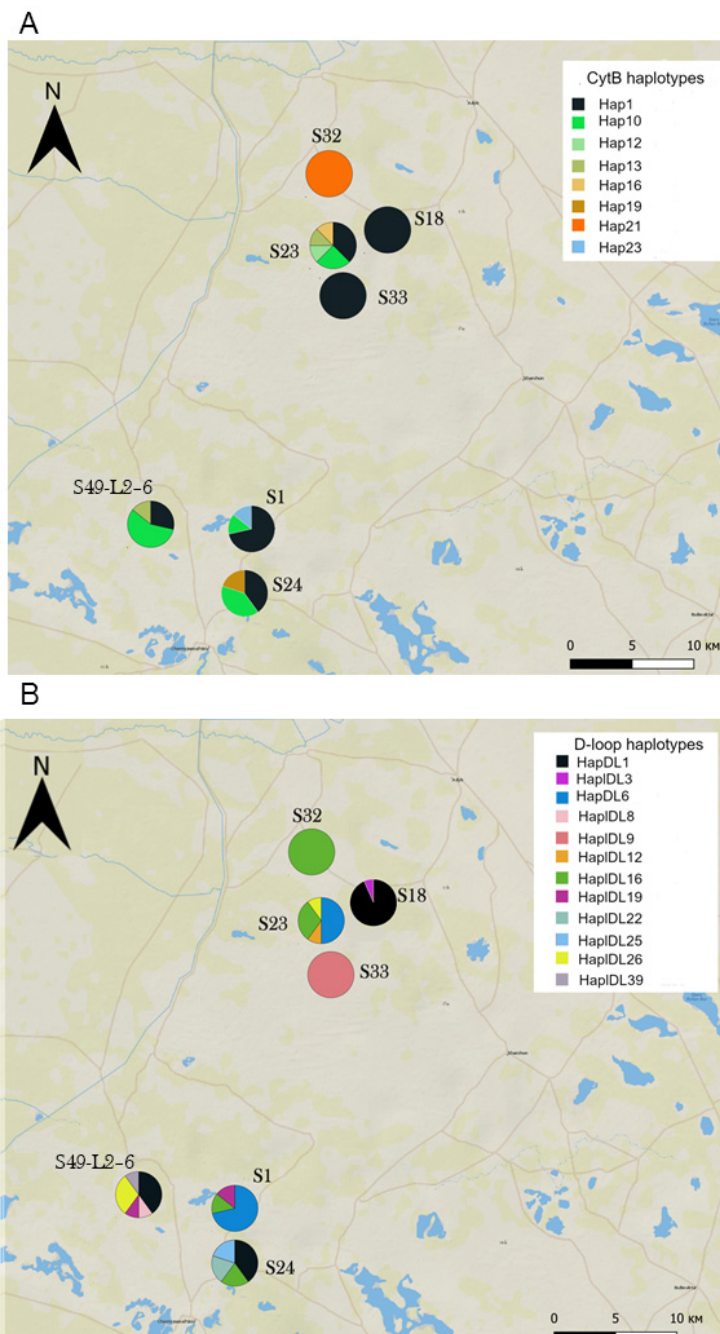 A
CytB haplotypes
N
Hap1
Hap10
Hap12
Hap13
Hap16
Hap19
Hap21
Hap23
S32
S18
S23
S33
S49-L2-6
S1
S24
0 5 10 км
B
D-loop haplotypes
N
HapDL1
HaplDL3
HapDL6
HaplDL8
HaplDL9
HaplDL12
HaplDL16
HaplDL19
HaplDL22
HaplDL25
HaplDL26
HaplDL39
S32
S18
S23
S33
S49-L2-6
S1
S24
0 5 10 км